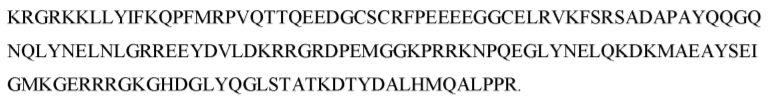 KRGRKKLLYIFKQPFMRPVQTTQEEDGCSCRFPEEEEGGCELRVKFSRSADAPAYQQGQ
NQLYNELNLGRREEYDVLDKRRGRDPEMGGKPRRKNPQEGLYNELQKDKMAEAYSEI
GMKGERRRGKGHDGLYQGLSTATKDTYDALHMQALPPR.